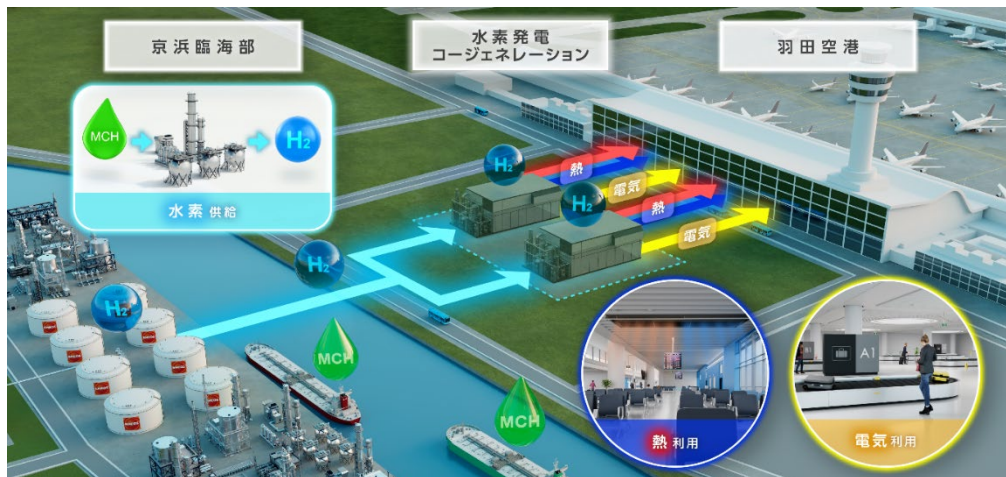 京浜臨海部
水素発電
コージェネレーション
羽田空港
MCH
H2
水素 供給
H2
熱
電気
H2
熱
電気
H2
H2
MCH
MCH
A1
熱 利用
電気 利用